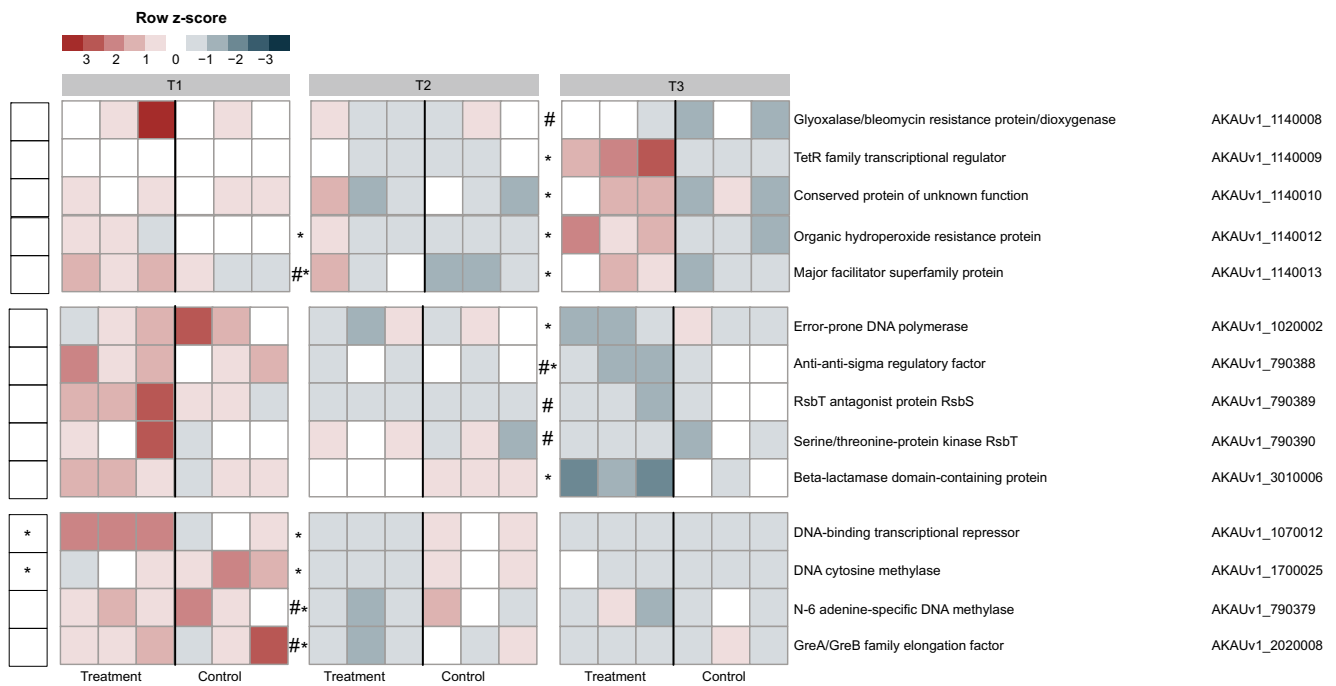 Row z-score
3 2 1 0 −1 −2 −3
T1 T2 T3
# Glyoxalase/bleomycin resistance protein/dioxygenase AKAUv1_1140008
* TetR family transcriptional regulator AKAUv1_1140009
* Conserved protein of unknown function AKAUv1_1140010
* * Organic hydroperoxide resistance protein AKAUv1_1140012
#* * Major facilitator superfamily protein AKAUv1_1140013
* Error-prone DNA polymerase AKAUv1_1020002
#* Anti-anti-sigma regulatory factor AKAUv1_790388
# RsbT antagonist protein RsbS AKAUv1_790389
# Serine/threonine-protein kinase RsbT AKAUv1_790390
* Beta-lactamase domain-containing protein AKAUv1_3010006
* * DNA-binding transcriptional repressor AKAUv1_1070012
* * DNA cytosine methylase AKAUv1_1700025
#* N-6 adenine-specific DNA methylase AKAUv1_790379
#* GreA/GreB family elongation factor AKAUv1_2020008
Treatment Control Treatment Control Treatment Control